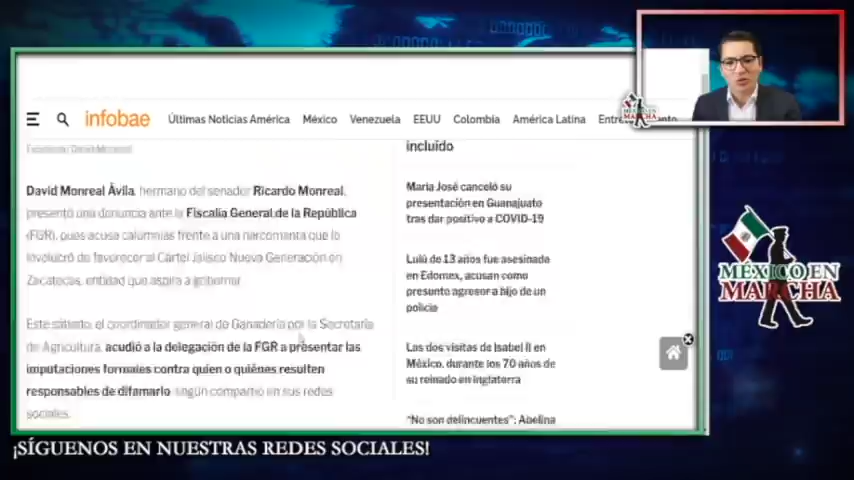 infobae
Últimas Noticias América
México
Venezuela
EEUU
Colombia
América Latina
MÉXICO EN
MARCHA
incluido
David Monreal Ávila, hermano del senador Ricardo Monreal,
presentó una denuncia ante la Fiscalía General de la República
(FGR), pues acusa calumnias frente a una narcomanta que lo
involucró de favorecer al Cártel Jalisco Nueva Generación en
Zacatecas, entidad que aspira a gobernar
Este sábado, el coordinador general de Ganadería por la Secretaría
de Agricultura, acudió a la delegación de la FGR a presentar las
imputaciones formales contra quien o quiénes resulten
responsables de difamarlo según compartió en sus redes
sociales.
María José canceló su
presentación en Guanajuato
tras dar positivo a COVID-19
Lulú de 13 años fue asesinada
en Edomex, acusan como
presunto agresor a hijo de un
policía
Las dos visitas de Isabel II en
México, durante los 70 años de
su reinado en Inglaterra
“No son delincuentes”: Abelina
MÉXICO EN
MARCHA
¡SÍGUENOS EN NUESTRAS REDES SOCIALES!